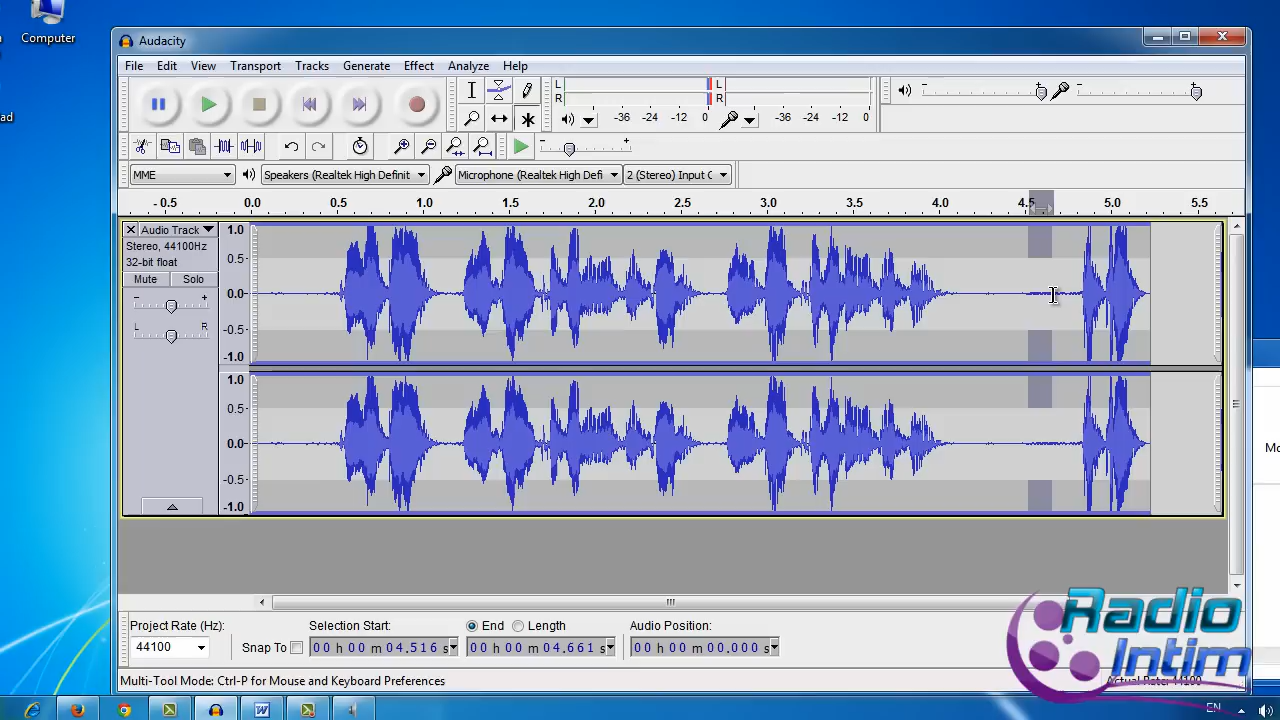 Computer
ad
Audacity
File Edit View Transport Tracks Generate Effect Analyze Help
L L
R R
-36 -24 -12 0 -36 -24 -12 0
MME Speakers (Realtek High Definit Microphone (Realtek High Defi 2 (Stereo) Input C
- 0.5 0.0 0.5 1.0 1.5 2.0 2.5 3.0 3.5 4.0 4.5 5.0 5.5
Audio Track
Stereo, 44100Hz
32-bit float
Mute Solo
- +
L R
1.0
0.5
0.0
-0.5
-1.0
1.0
0.5
0.0
-0.5
-1.0
Project Rate (Hz): Selection Start: End Length Audio Position:
44100 Snap To 00 h 00 m 04.516 s 00 h 00 m 04.661 s 00 h 00 m 00.000 s
Multi-Tool Mode: Ctrl-P for Mouse and Keyboard Preferences
Actual Rate: 44100
Radio
Intim
EN